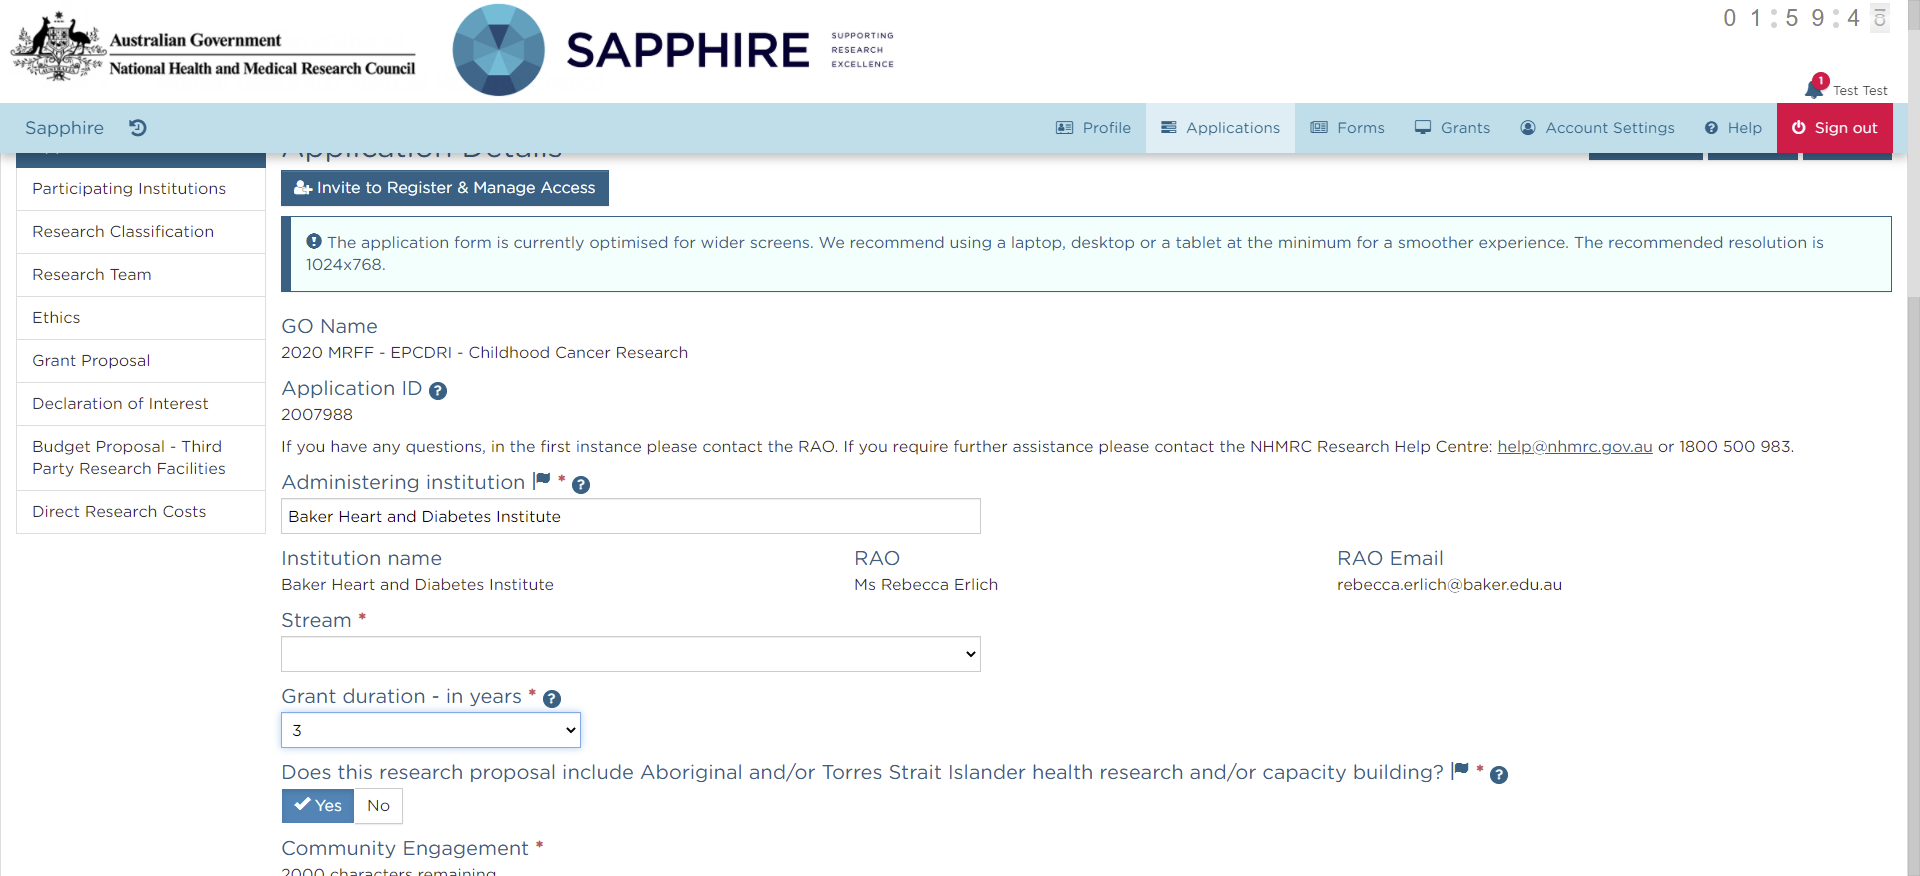 Australian Government
National Health and Medical Research Council
SAPPHIRE
SUPPORTING
RESEARCH
EXCELLENCE
01:59:48
1
Test Test
Sapphire
Profile
Applications
Forms
Grants
Account Settings
Help
Sign out
Application Details
Participating Institutions
Research Classification
Research Team
Ethics
Grant Proposal
Declaration of Interest
Budget Proposal - Third
Party Research Facilities
Direct Research Costs
Invite to Register & Manage Access
The application form is currently optimised for wider screens. We recommend using a laptop, desktop or a tablet at the minimum for a smoother experience. The recommended resolution is
1024x768.
GO Name
2020 MRFF - EPCDRI - Childhood Cancer Research
Application ID ?
2007988
If you have any questions, in the first instance please contact the RAO. If you require further assistance please contact the NHMRC Research Help Centre: help@nhmrc.gov.au or 1800 500 983.
Administering institution * ?
Baker Heart and Diabetes Institute
Institution name
Baker Heart and Diabetes Institute
RAO
Ms Rebecca Erlich
RAO Email
rebecca.erlich@baker.edu.au
Stream *
Grant duration - in years * ?
3
Does this research proposal include Aboriginal and/or Torres Strait Islander health research and/or capacity building? * ?
Yes
No
Community Engagement *
2000 characters remaining